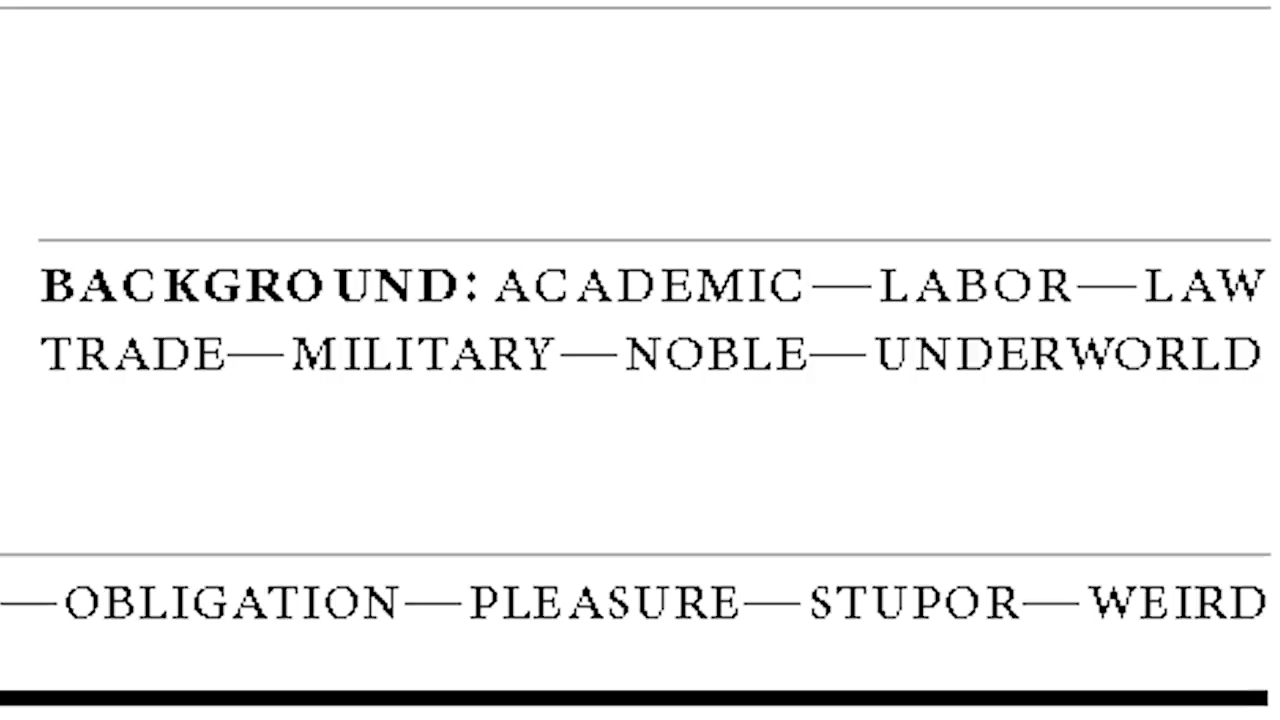 BACKGROUND: ACADEMIC—LABOR—LAW
TRADE—MILITARY—NOBLE—UNDERWORLD
—OBLIGATION—PLEASURE—STUPOR—WEIRD